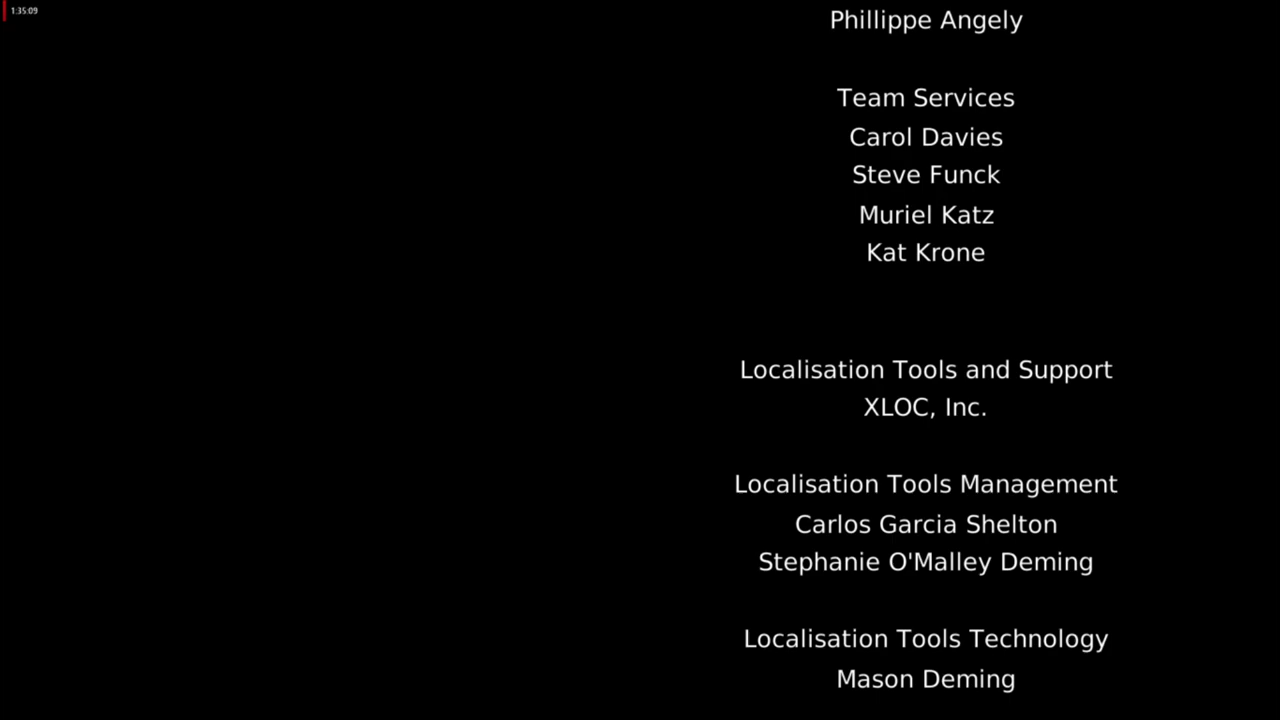 1:35:09
Phillippe Angely
Team Services
Carol Davies
Steve Funck
Muriel Katz
Kat Krone
Localisation Tools and Support
XLOC, Inc.
Localisation Tools Management
Carlos Garcia Shelton
Stephanie O'Malley Deming
Localisation Tools Technology
Mason Deming